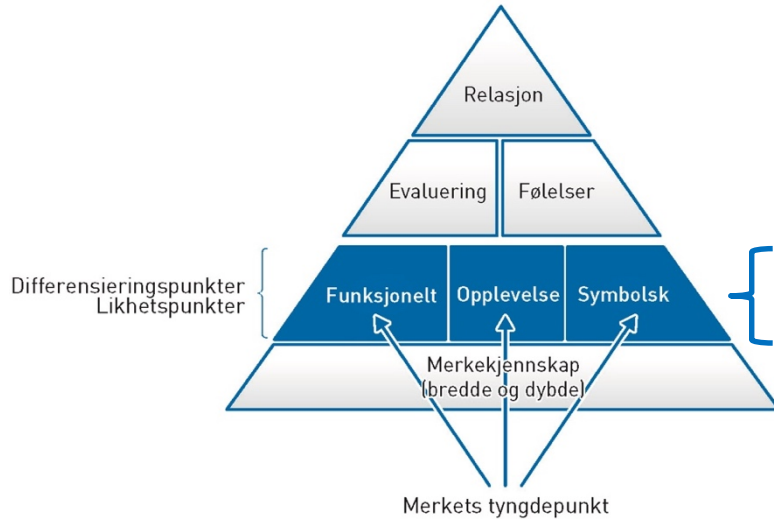 Relasjon
Evaluering
Følelser
Differensieringspunkter
Likhetspunkter
Funksjonelt
Opplevelse
Symbolsk
Merkekjennskap
(bredde og dybde)
Merkets tyngdepunkt